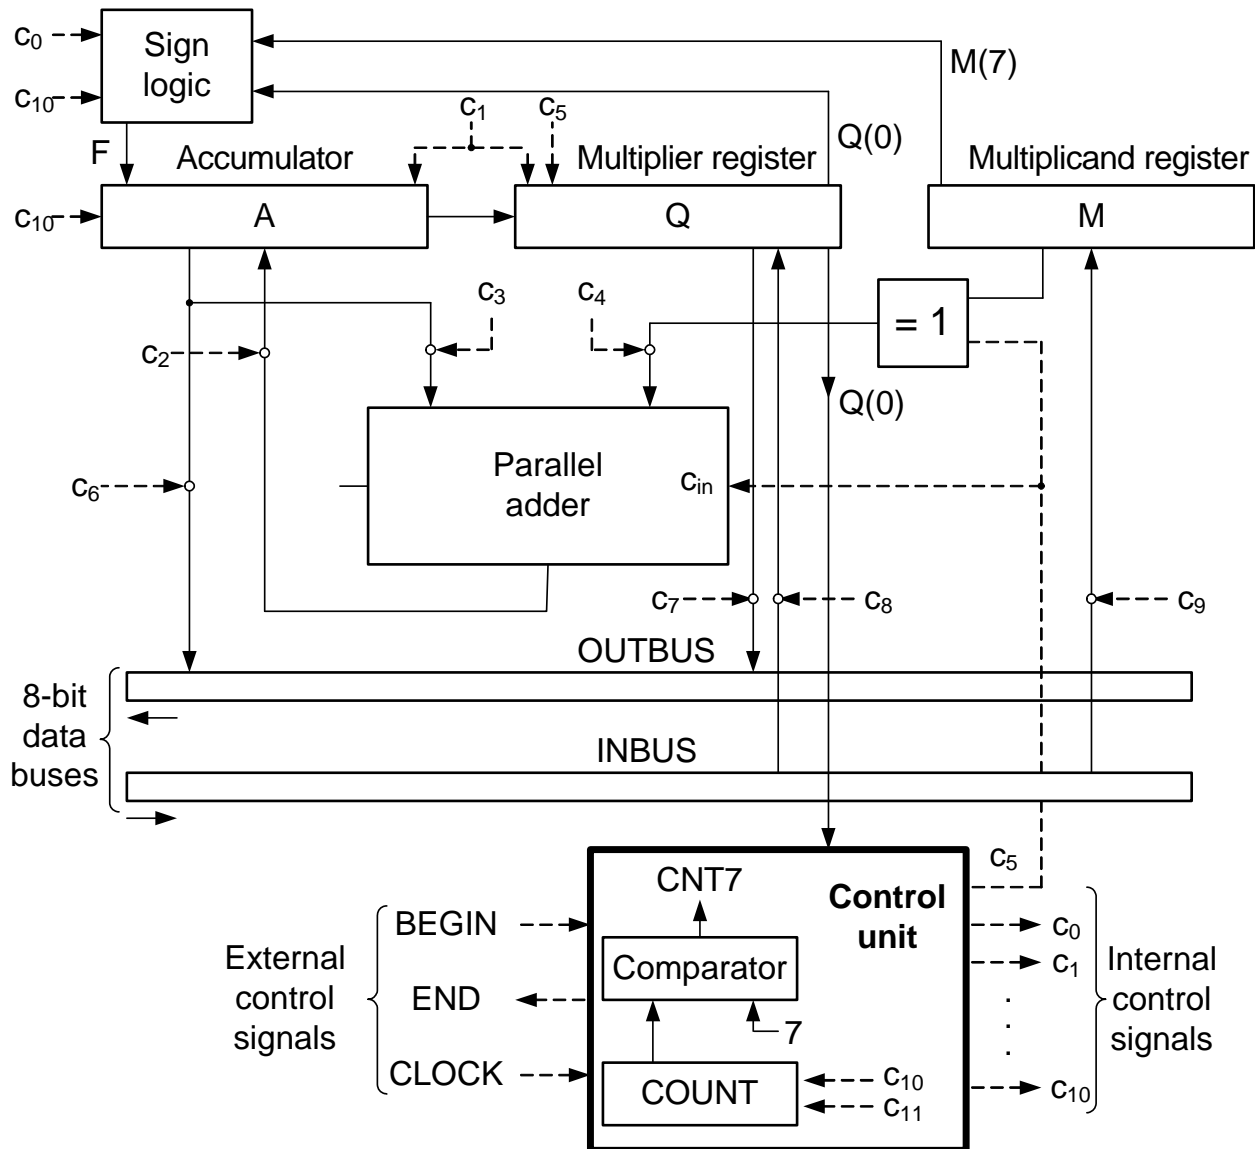 c0
Sign
logic
M(7)
c10
c1
c5
F
Accumulator
Multiplier register
Q(0)
Multiplicand register
c10
A
Q
M
c3
c4
= 1
c2
Q(0)
Parallel
adder
cin
c6
c7
c8
c9
OUTBUS
8-bit
data
buses
INBUS
c5
CNT7
Control
unit
BEGIN
c0
External
control
signals
Comparator
c1
Internal
control
signals
.
.
.
END
7
CLOCK
COUNT
c10
c11
c10